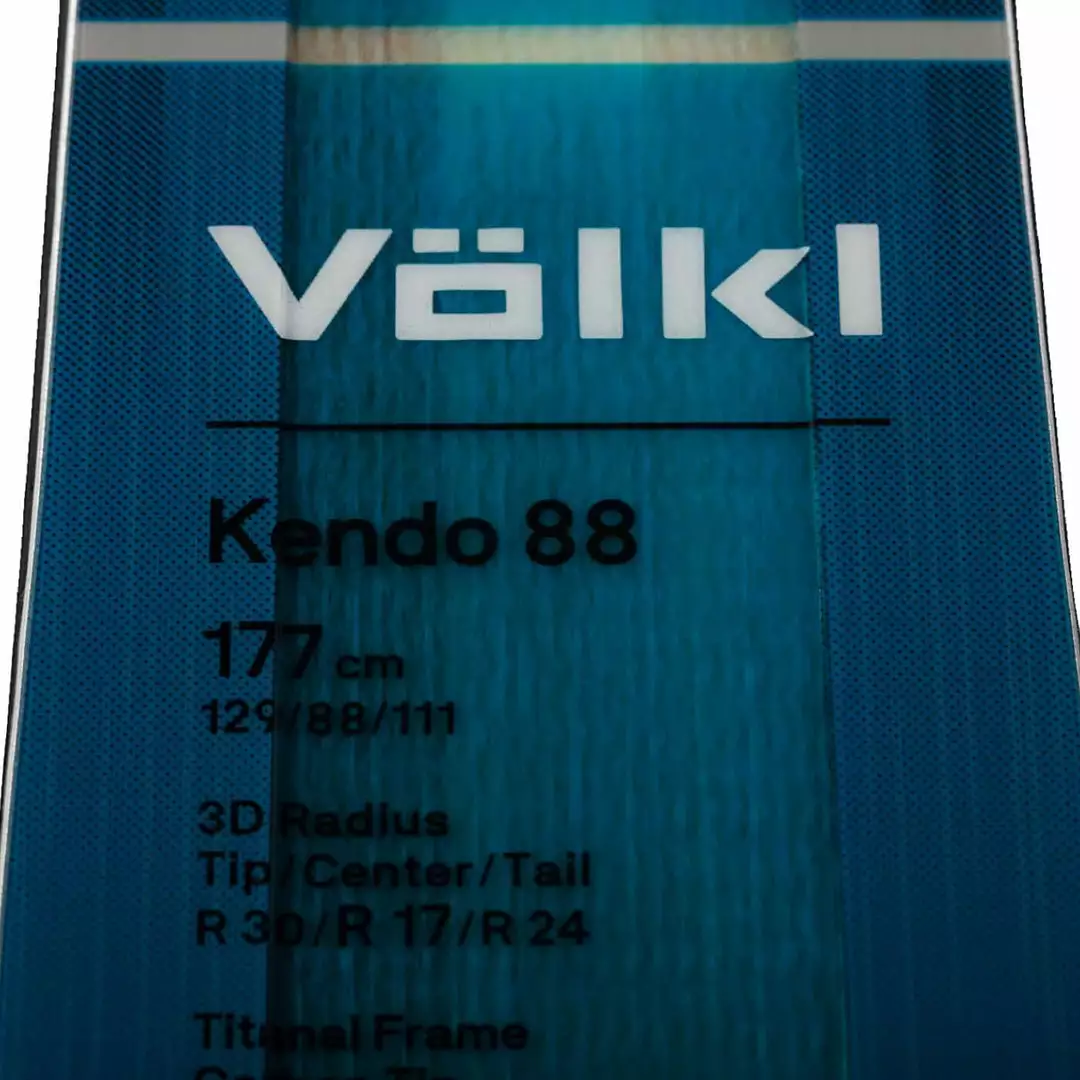 Völkl
Kendo 88
177 cm
129/88/111
3D Radius
Tip/Center/Tail
R 30/R 17/R 24
Titanal Frame